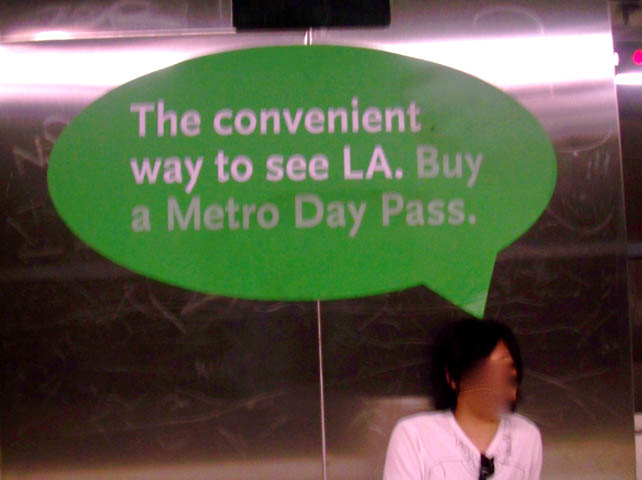 The convenient
way to see LA. Buy
a Metro Day Pass.